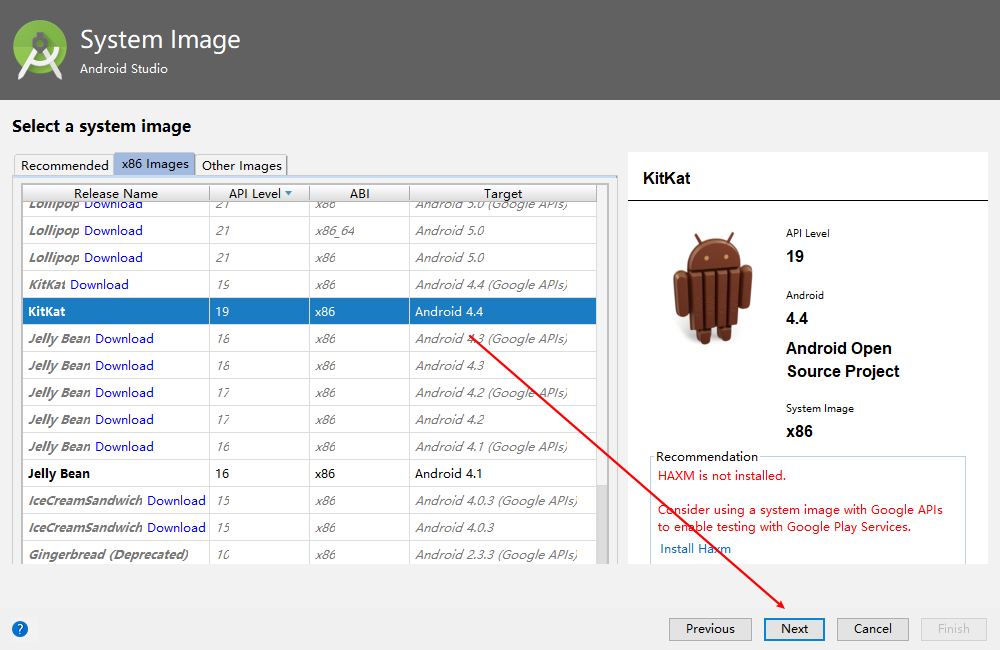 System Image
Android Studio
Select a system image
Recommended x86 Images Other Images
Release Name API Level ABI Target
Lollipop Download 21 x86 Android 5.0 (Google APIs)
Lollipop Download 21 x86_64 Android 5.0
Lollipop Download 21 x86 Android 5.0
KitKat Download 19 x86 Android 4.4 (Google APIs)
KitKat 19 x86 Android 4.4
Jelly Bean Download 18 x86 Android 4.3 (Google APIs)
Jelly Bean Download 18 x86 Android 4.3
Jelly Bean Download 17 x86 Android 4.2 (Google APIs)
Jelly Bean Download 17 x86 Android 4.2
Jelly Bean Download 16 x86 Android 4.1 (Google APIs)
Jelly Bean 16 x86 Android 4.1
IceCreamSandwich Download 15 x86 Android 4.0.3 (Google APIs)
IceCreamSandwich Download 15 x86 Android 4.0.3
Gingerbread (Deprecated) 10 x86 Android 2.3.3 (Google APIs)
KitKat
API Level
19
Android
4.4
Android Open
Source Project
System Image
x86
Recommendation
HAXM is not installed.
Consider using a system image with Google APIs
to enable testing with Google Play Services.
Install Haxm
? Previous Next Cancel Finish